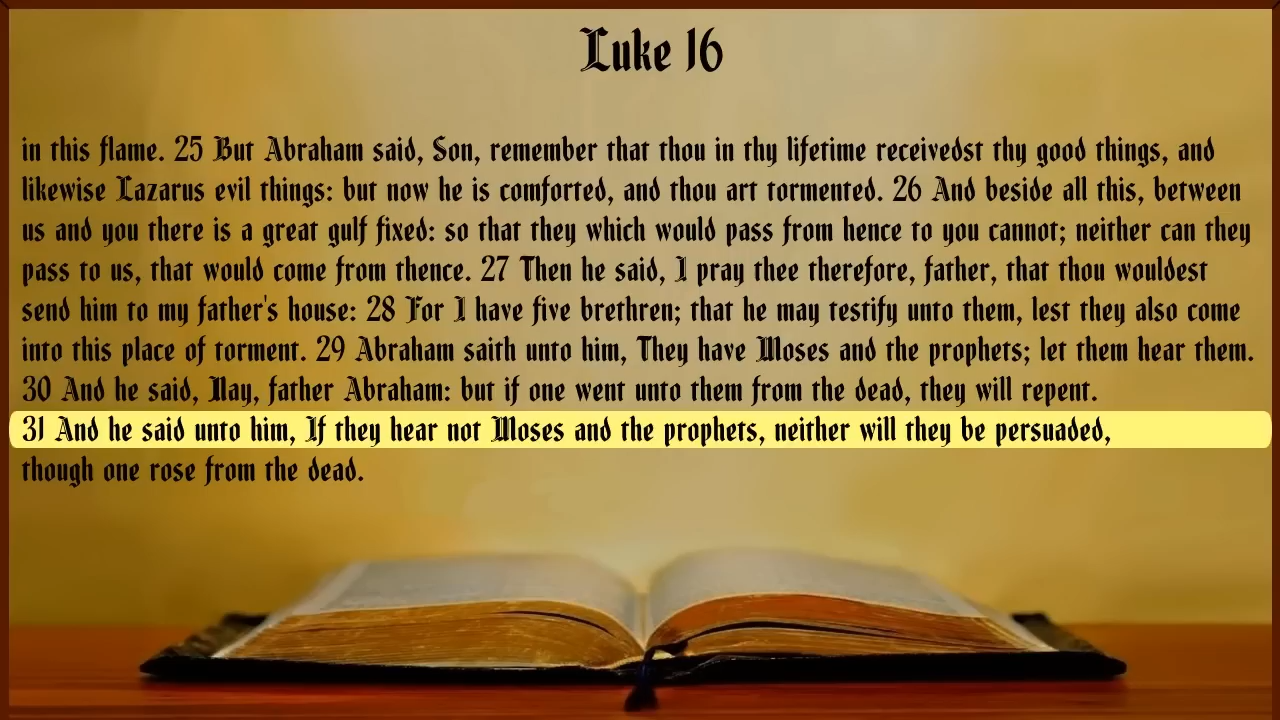 Luke 16
in this flame. 25 But Abraham said, Son, remember that thou in thy lifetime receivedst thy good things, and
likewise Lazarus evil things: but now he is comforted, and thou art tormented. 26 And beside all this, between
us and you there is a great gulf fixed: so that they which would pass from hence to you cannot; neither can they
pass to us, that would come from thence. 27 Then he said, I pray thee therefore, father, that thou wouldest
send him to my father's house: 28 For I have five brethren; that he may testify unto them, lest they also come
into this place of torment. 29 Abraham saith unto him, They have Moses and the prophets; let them hear them.
30 And he said, Nay, father Abraham: but if one went unto them from the dead, they will repent.
31 And he said unto him, If they hear not Moses and the prophets, neither will they be persuaded,
though one rose from the dead.